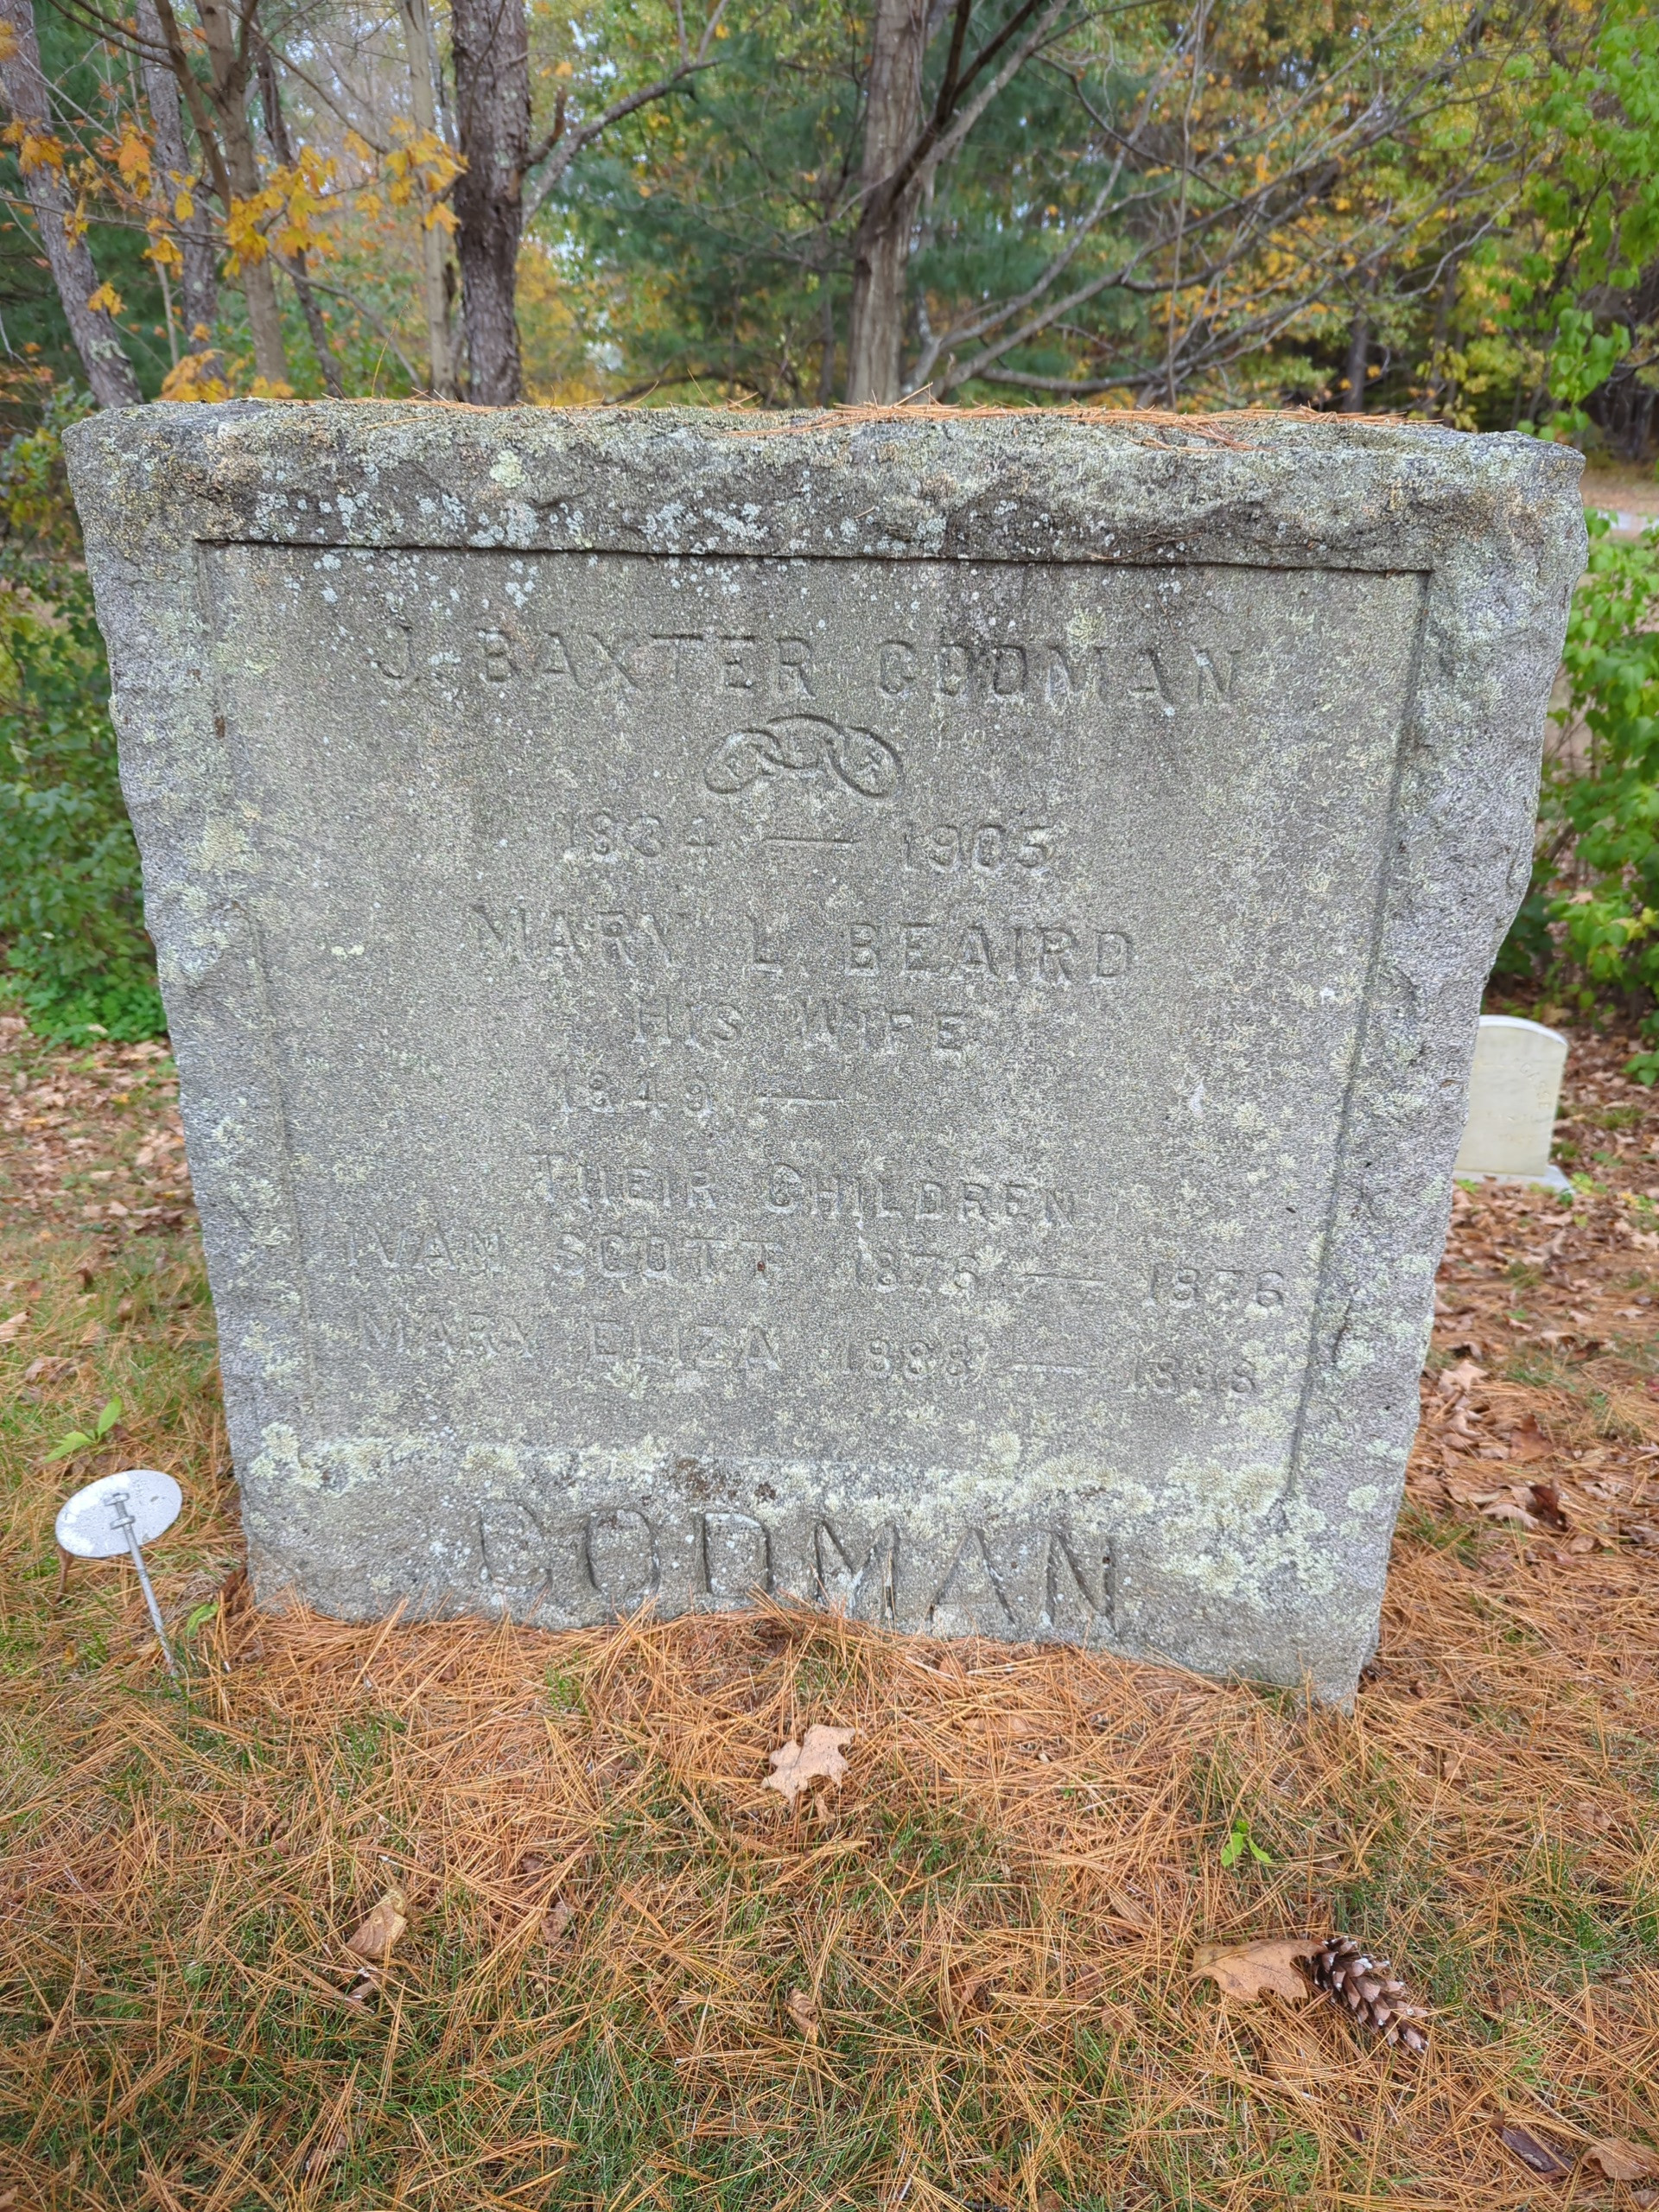 J. BAXTER CODMAN
F L T
1834 — 1905
MARY L. BEAIRD
HIS WIFE
1849 —
THEIR CHILDREN
IVAN SCOTT 1876 — 1876
MARY ELIZA 1888 — 1888
CODMAN